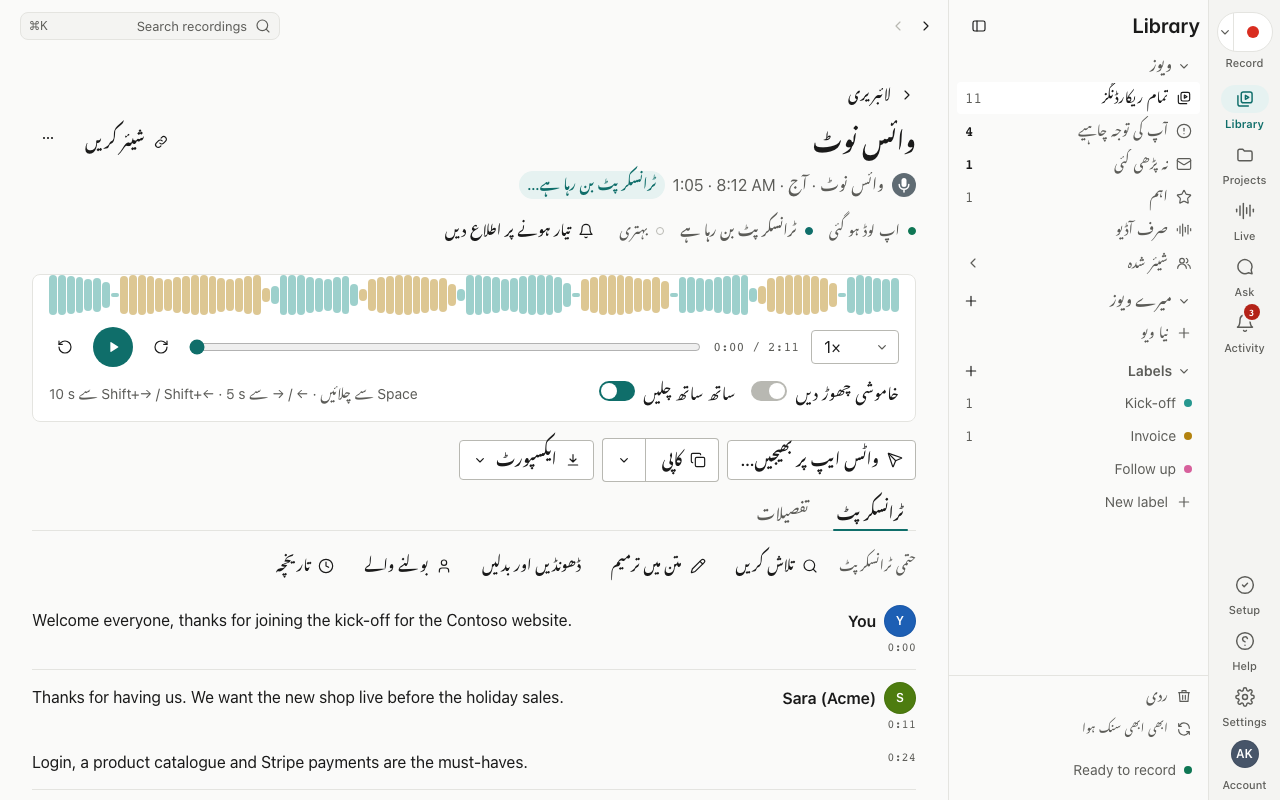 Record
Library
Projects
Live
Ask
3
Activity
Setup
Help
Settings
AK
Account
Library
ویوز
تمام ریکارڈنگز 11
آپ کی توجہ چاہیے 4
نہ پڑھی گئی 1
اہم 1
صرف آڈیو
شیئر شدہ
میرے ویوز
نیا ویو
Labels
Kick-off 1
Invoice 1
Follow up
New label
ردی
ابھی ابھی سنک ہوا
Ready to record
Search recordings ⌘K
لائبریری
وائس نوٹ
شیئر کریں
وائس نوٹ · آج · 8:12 AM · 1:05 ٹرانسکرپٹ بن رہا ہے...
اپ لوڈ ہو گئی ٹرانسکرپٹ بن رہا ہے بہتری تیار ہونے پر اطلاع دیں
0:00 / 2:11 1×
خاموشی چھوڑ دیں ساتھ ساتھ چلیں Space سے چلائیں · ← / → سے 5 s · Shift+← / Shift+→ سے 10 s
واٹس ایپ پر بھیجیں... کاپی ایکسپورٹ
ٹرانسکرپٹ تفصیلات
حتمی ٹرانسکرپٹ تلاش کریں متن میں ترمیم ڈھونڈیں اور بدلیں بولنے والے تاریخچہ
Y You Welcome everyone, thanks for joining the kick-off for the Contoso website.
0:00
S Sara (Acme) Thanks for having us. We want the new shop live before the holiday sales.
0:11
0:24 Login, a product catalogue and Stripe payments are the must-haves.